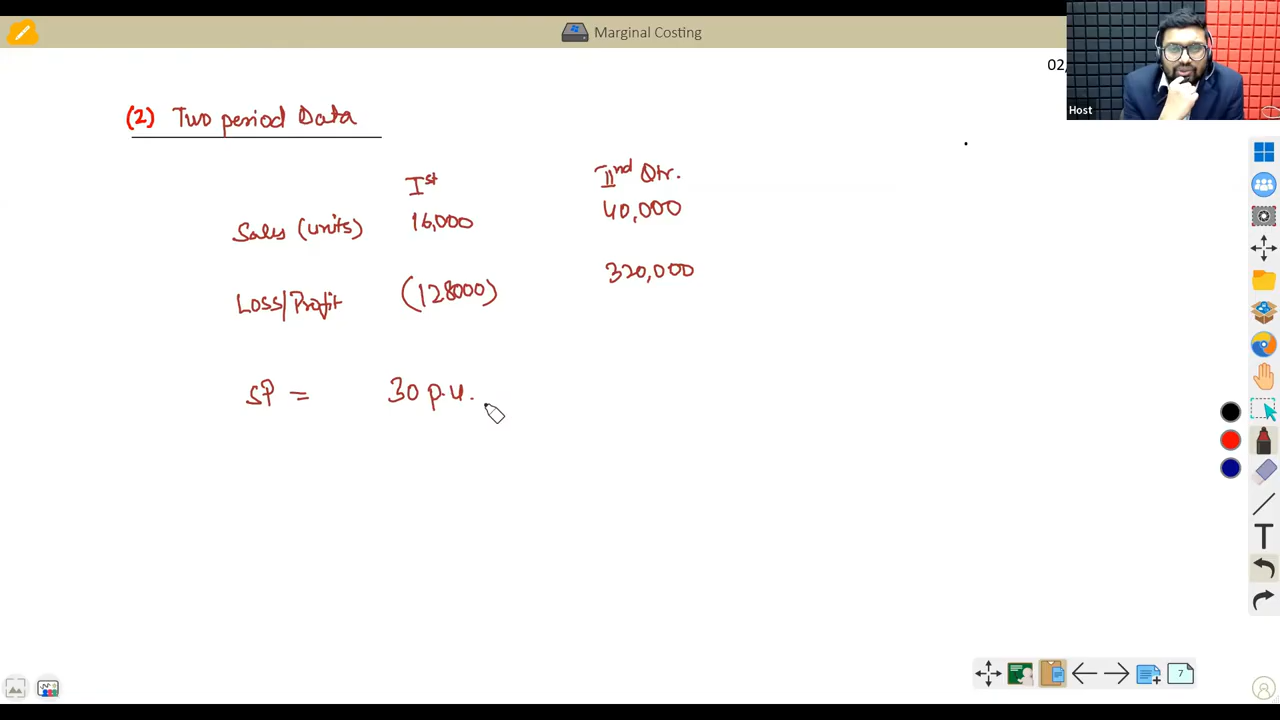 Marginal Costing
02/
Host
(2) Two period Data
Ist IInd Qtr.
Sales (units) 16,000 40,000
Loss/Profit (128000) 320,000
SP = 30 p.u.
7